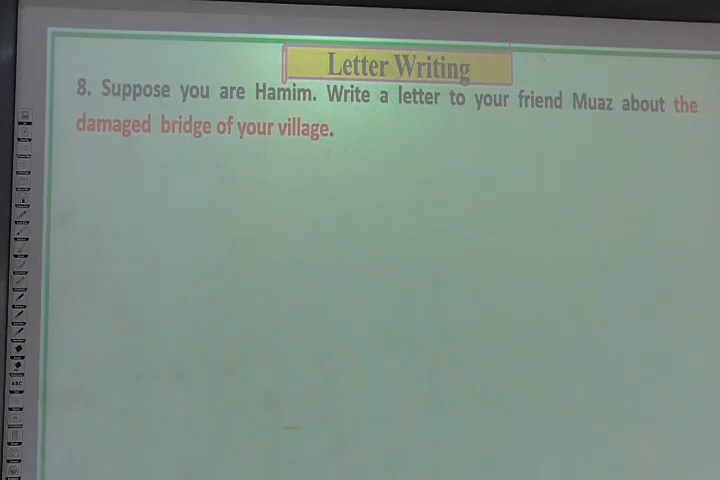 Letter Writing
8. Suppose you are Hamim. Write a letter to your friend Muaz about the
damaged bridge of your village.
ABC